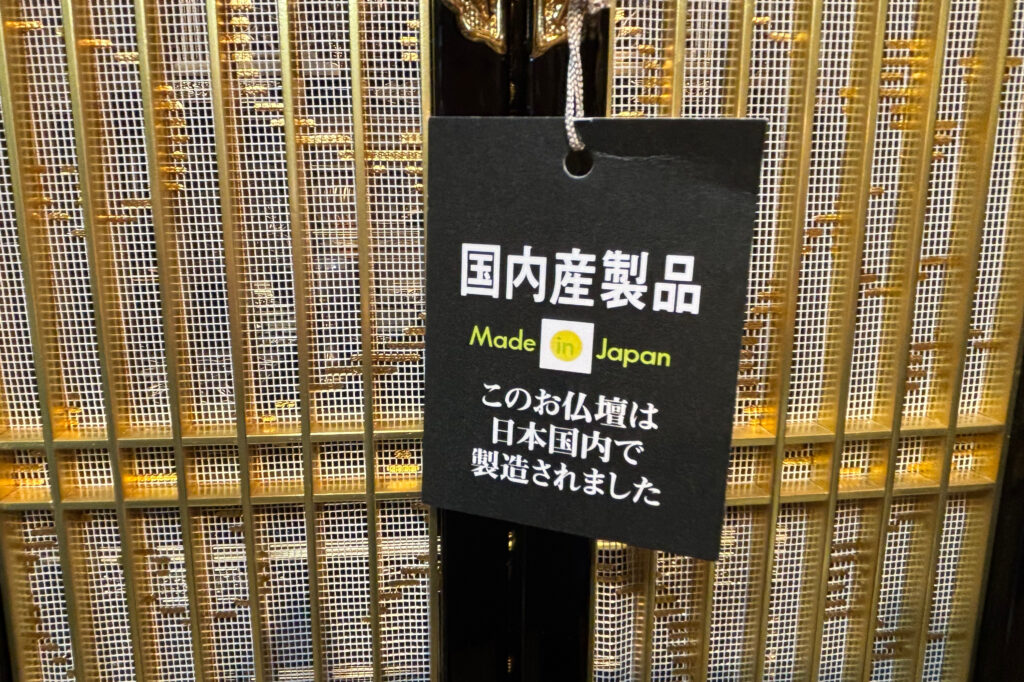 国内産製品
Made in Japan
このお仏壇は
日本国内で
製造されました